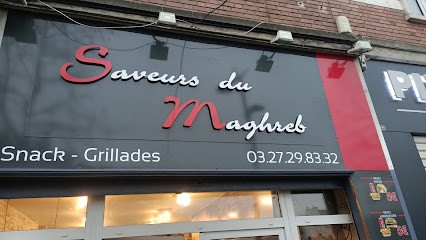 Saveurs du
Maghreb
Snack - Grillades
03.27.29.83.32